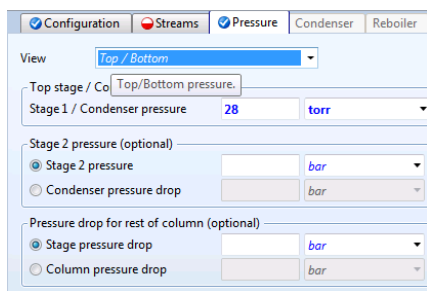 Configuration Streams Pressure Condenser Reboiler
View Top / Bottom
Top/Bottom pressure.
Top stage / Co
Stage 1 / Condenser pressure 28 torr
Stage 2 pressure (optional)
Stage 2 pressure bar
Condenser pressure drop bar
Pressure drop for rest of column (optional)
Stage pressure drop bar
Column pressure drop bar